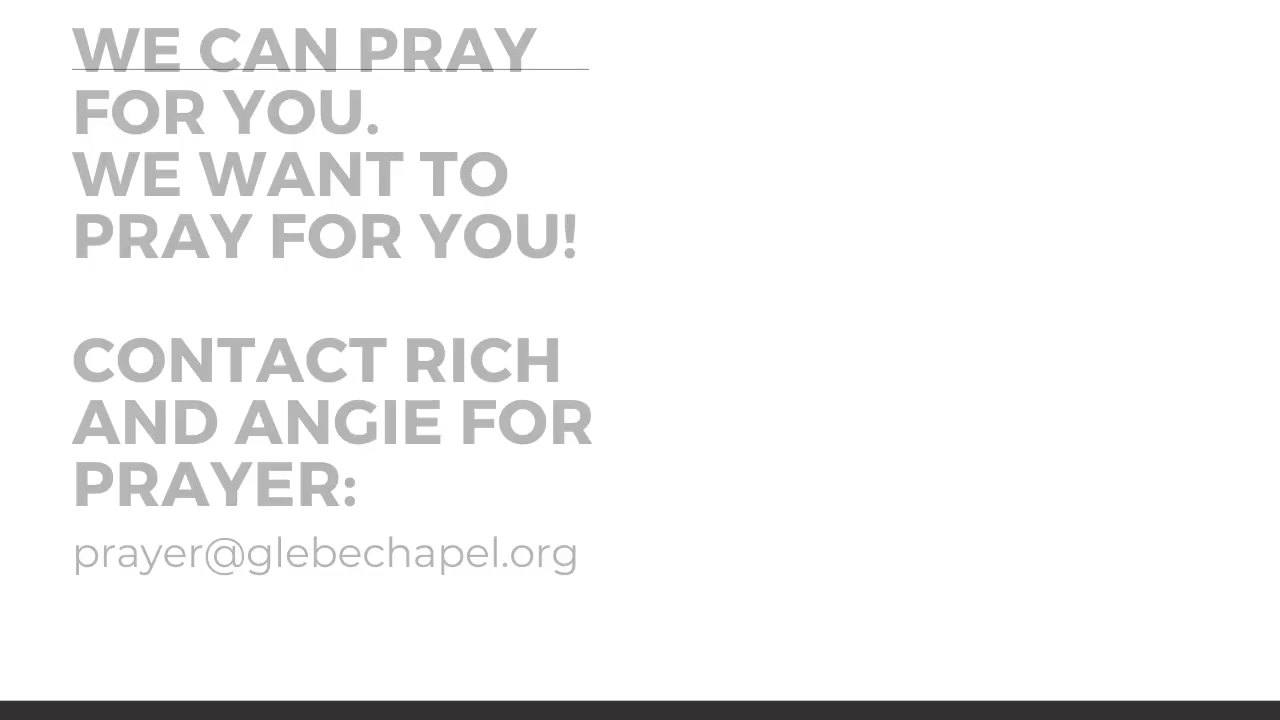 WE CAN PRAY
FOR YOU.
WE WANT TO
PRAY FOR YOU!
CONTACT RICH
AND ANGIE FOR
PRAYER:
prayer@glebechapel.org